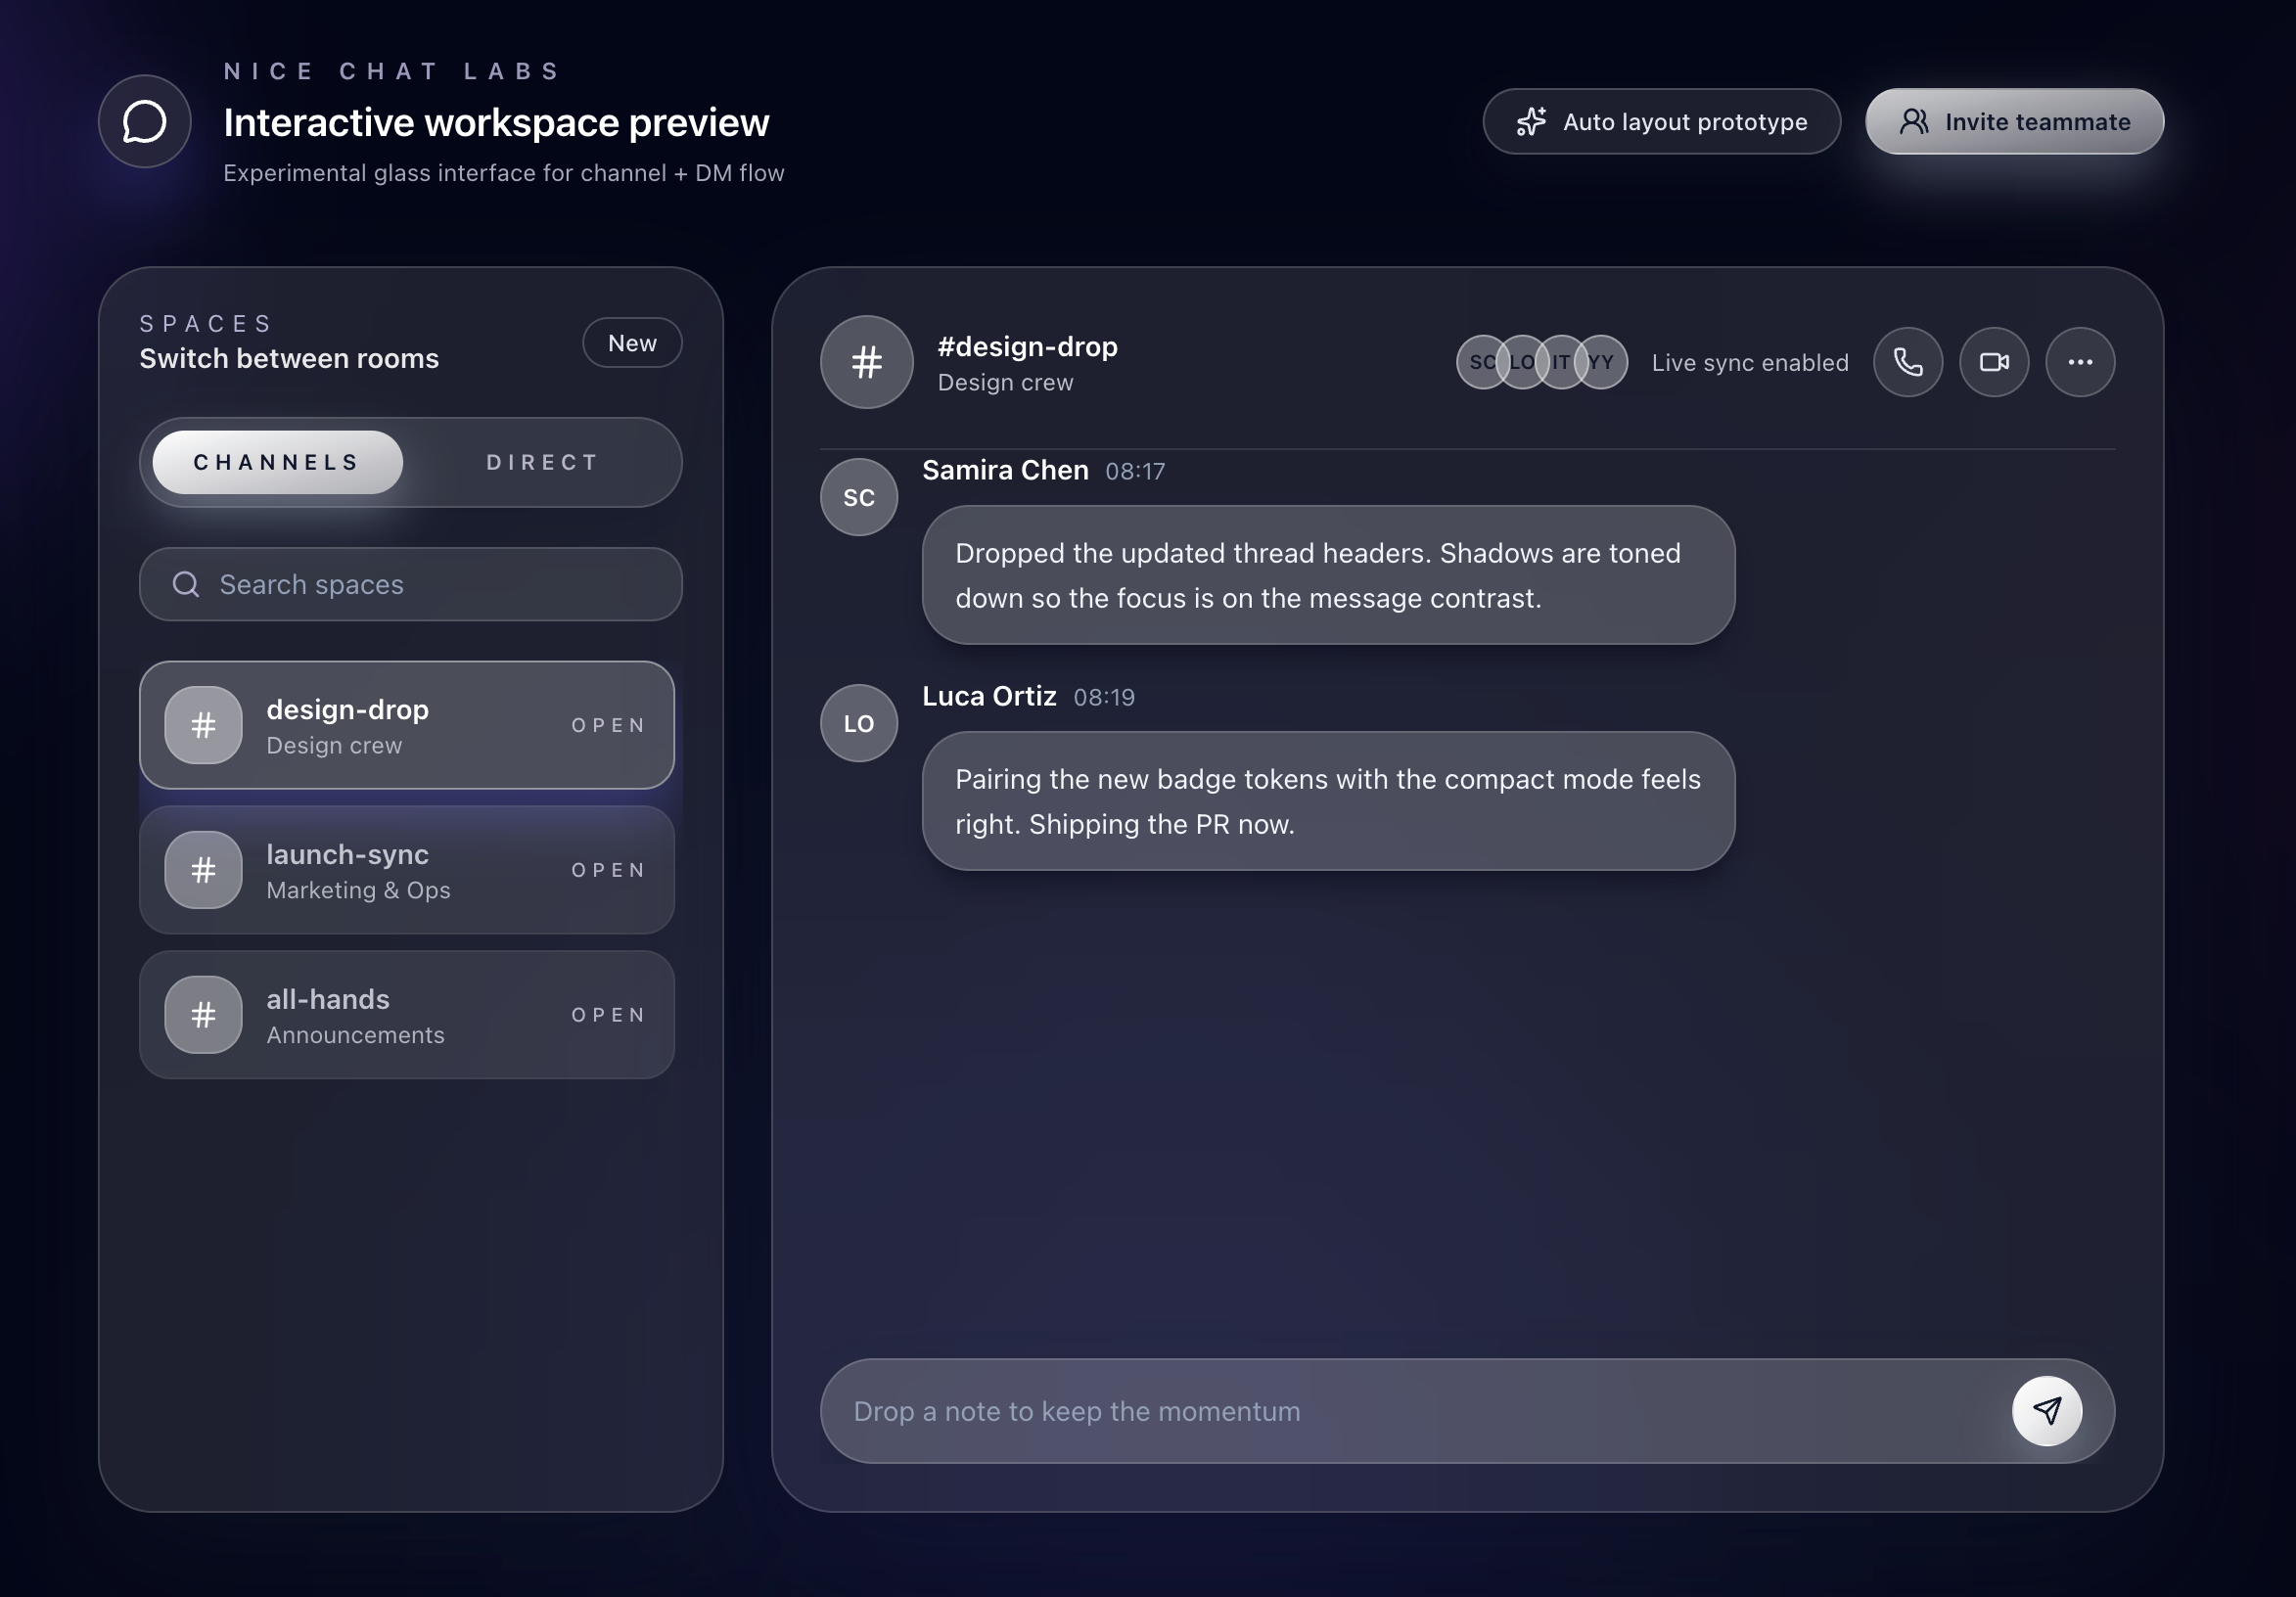 NICE CHAT LABS
Interactive workspace preview
Experimental glass interface for channel + DM flow
Auto layout prototype
Invite teammate
SPACES
Switch between rooms
New
CHANNELS
DIRECT
Search spaces
design-drop
Design crew
OPEN
launch-sync
Marketing & Ops
OPEN
all-hands
Announcements
OPEN
#design-drop
Design crew
SC
LO
IT
YY
Live sync enabled
SC
Samira Chen 08:17
Dropped the updated thread headers. Shadows are toned
down so the focus is on the message contrast.
LO
Luca Ortiz 08:19
Pairing the new badge tokens with the compact mode feels
right. Shipping the PR now.
Drop a note to keep the momentum